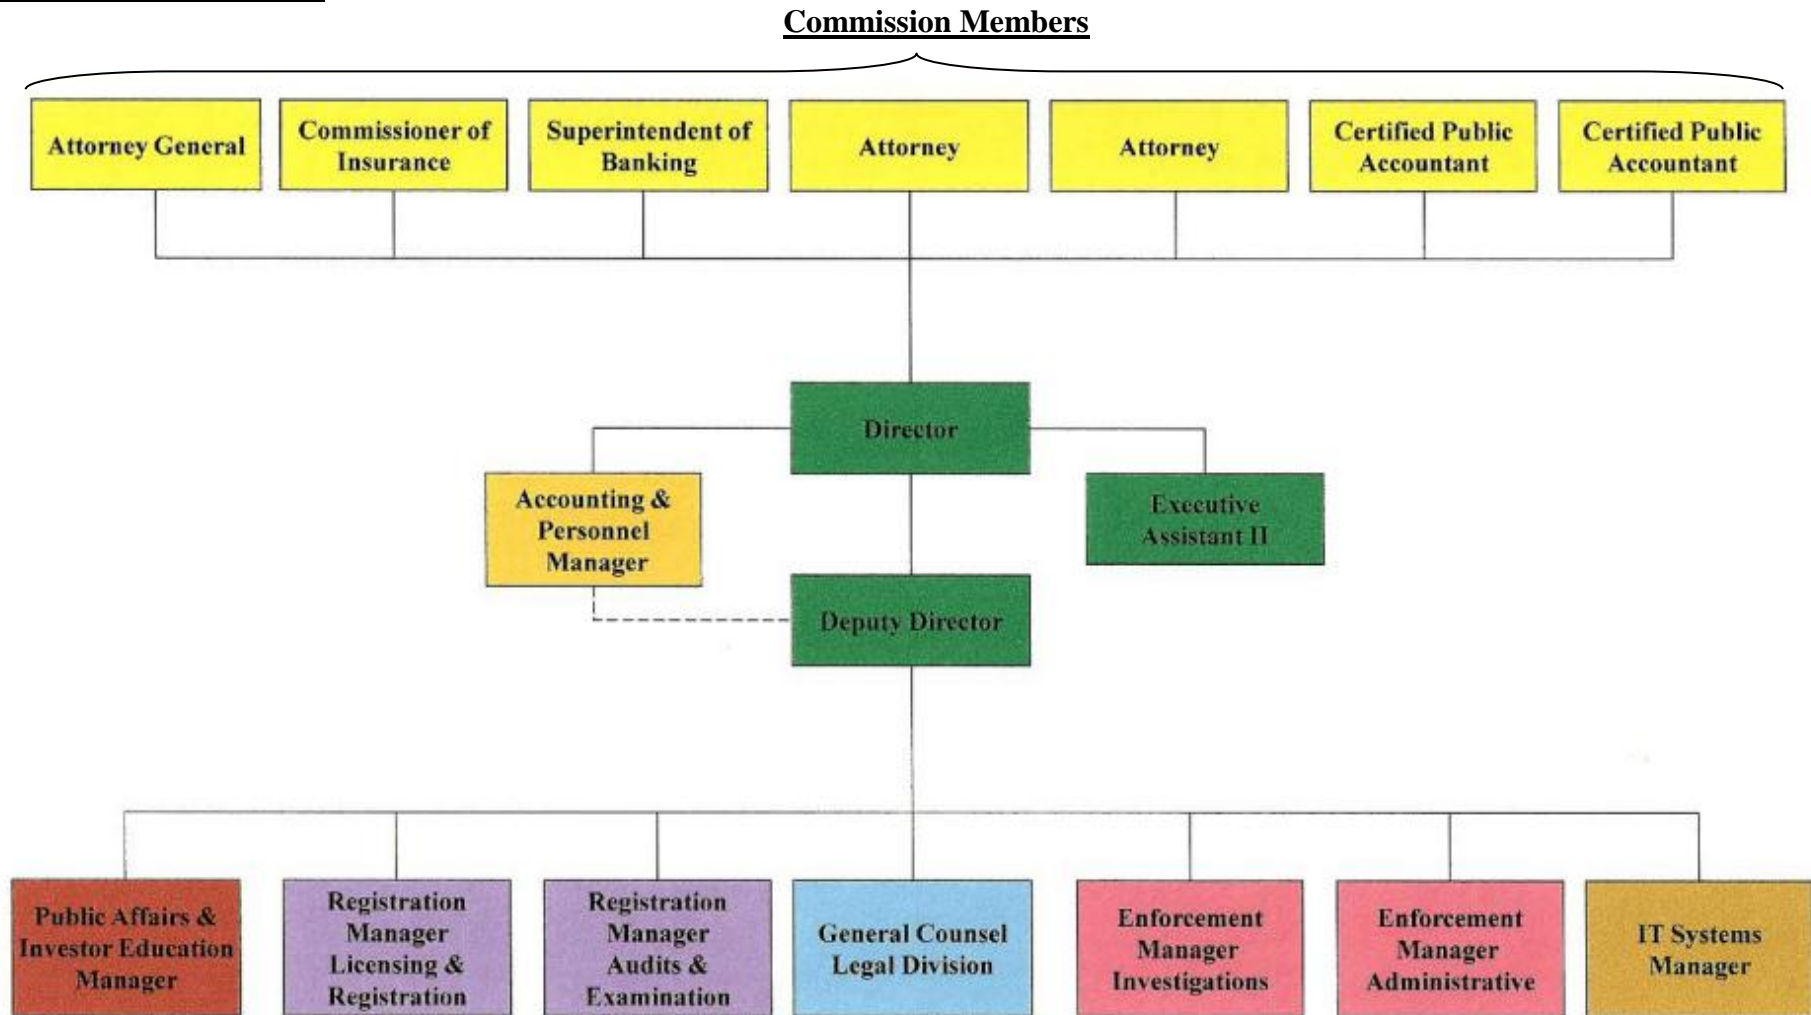 Commission Members
Attorney General
Commissioner of
Insurance
Superintendent of
Banking
Attorney
Attorney
Certified Public
Accountant
Certified Public
Accountant
Director
Accounting &
Personnel
Manager
Executive
Assistant II
Deputy Director
Public Affairs &
Investor Education
Manager
Registration
Manager
Licensing &
Registration
Registration
Manager
Audits &
Examination
General Counsel
Legal Division
Enforcement
Manager
Investigations
Enforcement
Manager
Administrative
IT Systems
Manager